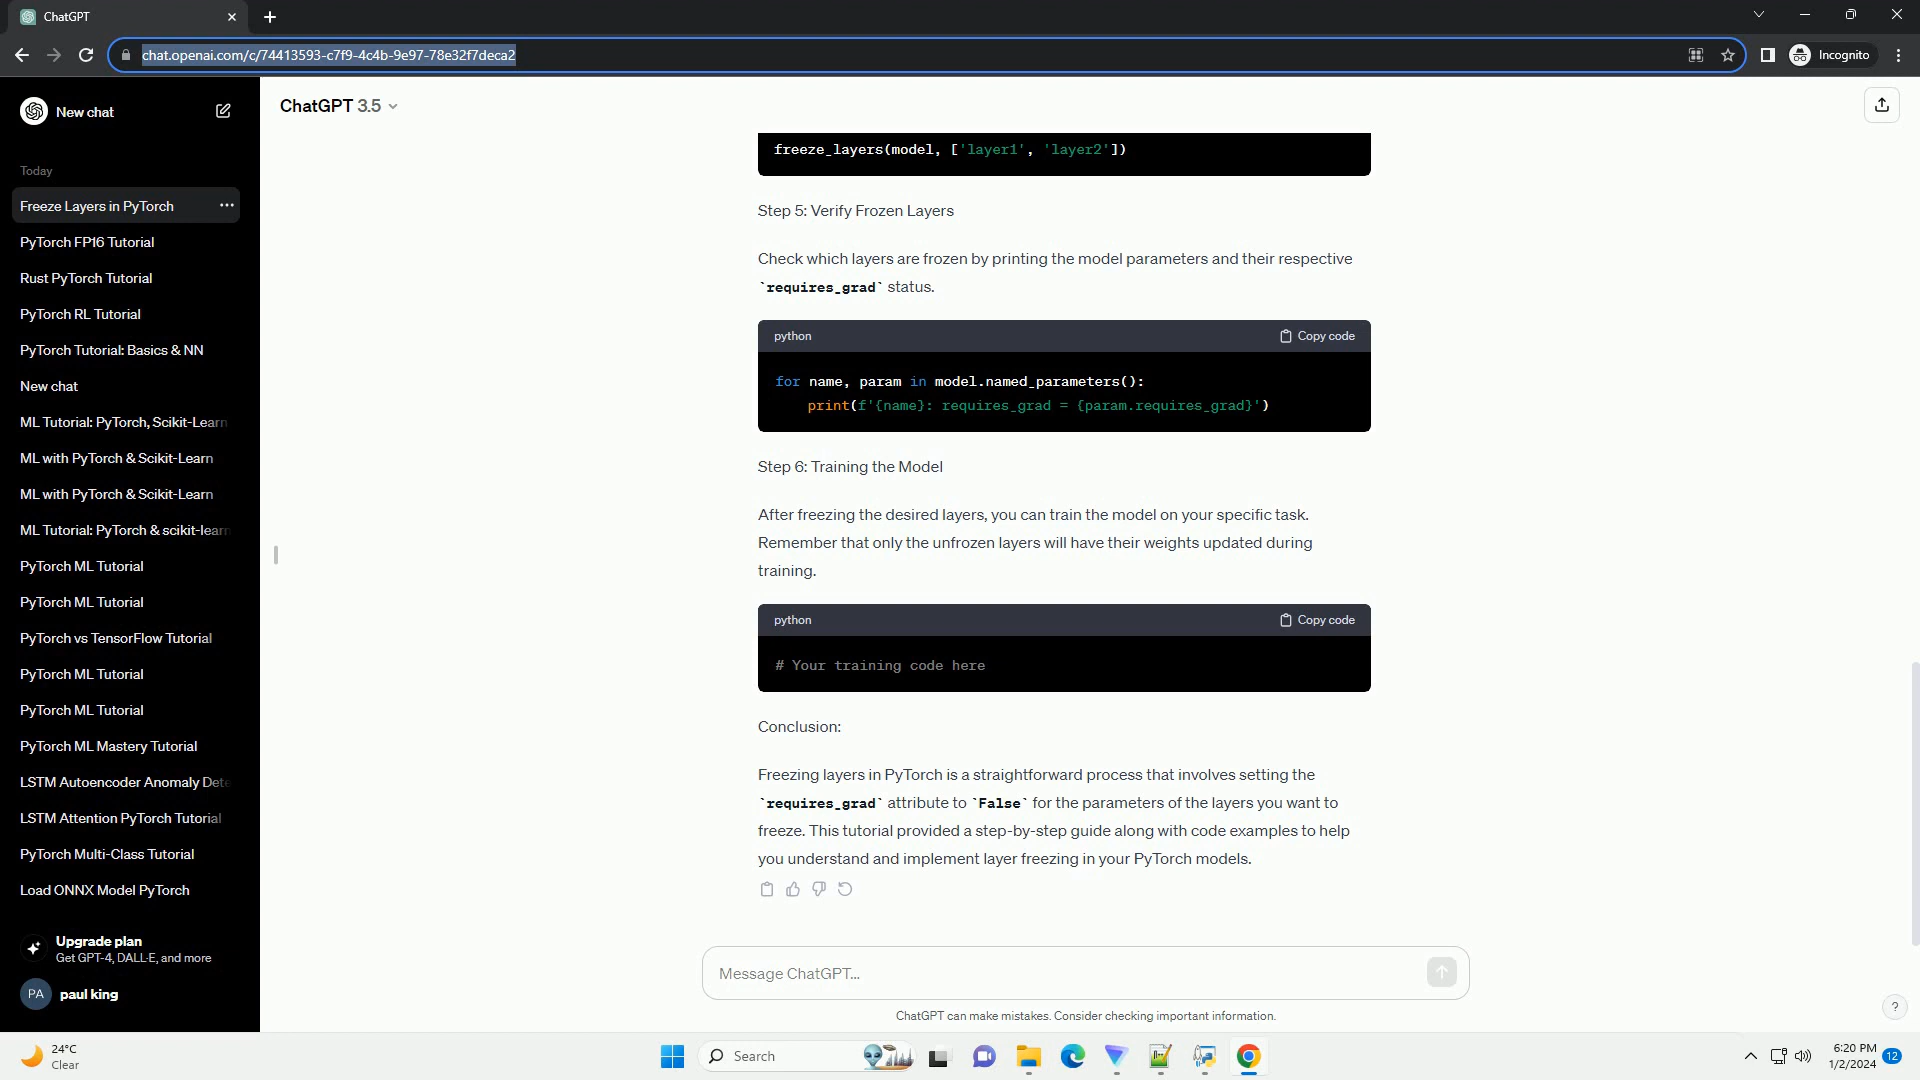 ChatGPT
chat.openai.com/c/74413593-c7f9-4c4b-9e97-78e32f7deca2
Incognito
New chat
ChatGPT 3.5
Today
Freeze Layers in PyTorch
PyTorch FP16 Tutorial
Rust PyTorch Tutorial
PyTorch RL Tutorial
PyTorch Tutorial: Basics & NN
New chat
ML Tutorial: PyTorch, Scikit-Learn
ML with PyTorch & Scikit-Learn
ML with PyTorch & Scikit-Learn
ML Tutorial: PyTorch & scikit-learn
PyTorch ML Tutorial
PyTorch ML Tutorial
PyTorch vs TensorFlow Tutorial
PyTorch ML Tutorial
PyTorch ML Tutorial
PyTorch ML Mastery Tutorial
LSTM Autoencoder Anomaly Dete
LSTM Attention PyTorch Tutorial
PyTorch Multi-Class Tutorial
Load ONNX Model PyTorch
Upgrade plan
Get GPT-4, DALL·E, and more
PA paul king
freeze_layers(model, ['layer1', 'layer2'])
Step 5: Verify Frozen Layers
Check which layers are frozen by printing the model parameters and their respective
`requires_grad` status.
python Copy code
for name, param in model.named_parameters():
print(f'{name}: requires_grad = {param.requires_grad}')
Step 6: Training the Model
After freezing the desired layers, you can train the model on your specific task.
Remember that only the unfrozen layers will have their weights updated during
training.
python Copy code
# Your training code here
Conclusion:
Freezing layers in PyTorch is a straightforward process that involves setting the
`requires_grad` attribute to `False` for the parameters of the layers you want to
freeze. This tutorial provided a step-by-step guide along with code examples to help
you understand and implement layer freezing in your PyTorch models.
Message ChatGPT...
ChatGPT can make mistakes. Consider checking important information.
?
24°C
Clear
Search
6:20 PM
1/2/2024
12